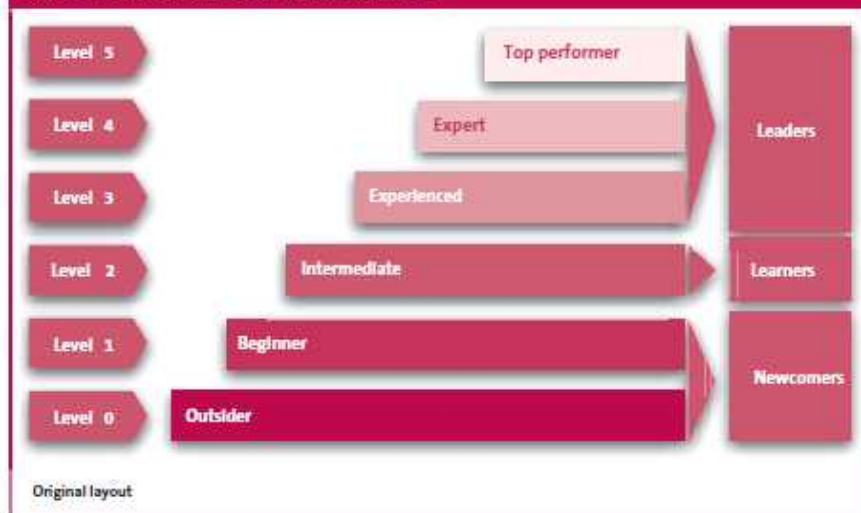 Level 5 Top performer
Level 4 Expert Leaders
Level 3 Experienced
Level 2 Intermediate Learners
Level 1 Beginner
Newcomers
Level 0 Outsider
Original layout